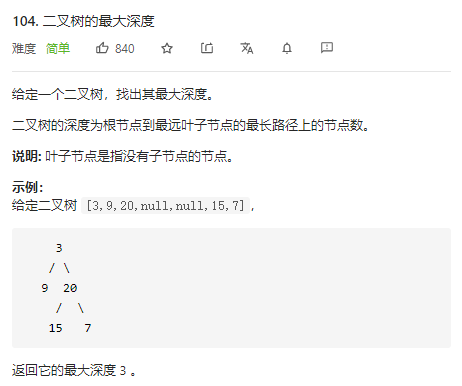 104. 二叉树的最大深度
难度 简单 840
给定一个二叉树，找出其最大深度。
二叉树的深度为根节点到最远叶子节点的最长路径上的节点数。
说明: 叶子节点是指没有子节点的节点。
示例：
给定二叉树 [3,9,20,null,null,15,7]，
3
/ \
9 20
/ \
15 7
返回它的最大深度 3 。